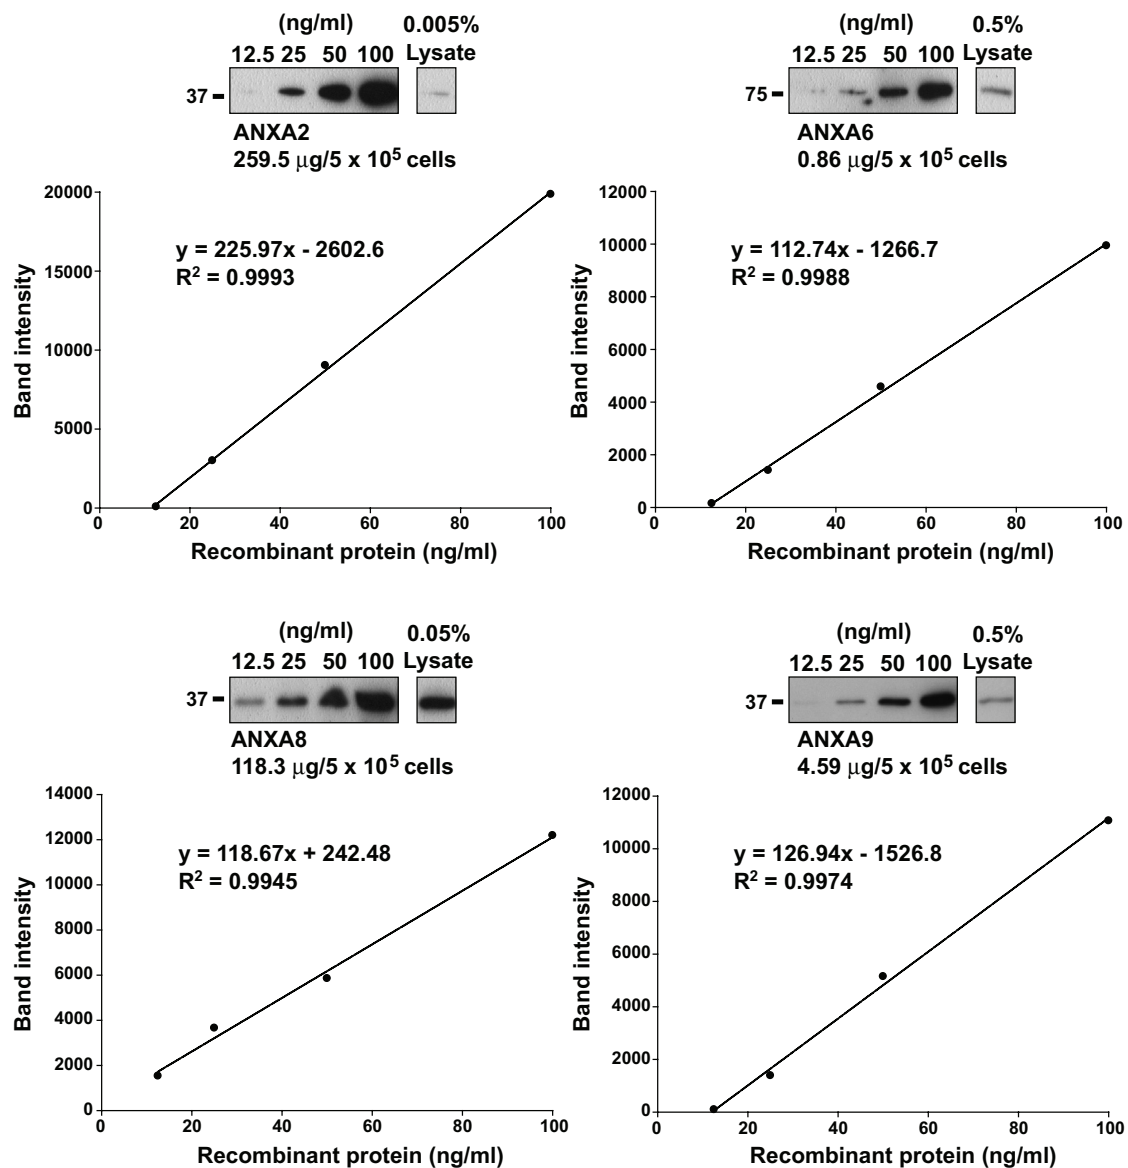 (ng/ml) 0.005%
12.5 25 50 100 Lysate
37
ANXA2
259.5 μg/5 x 10⁵ cells
20000
15000
10000
5000
0
Band intensity
y = 225.97x - 2602.6
R² = 0.9993
0 20 40 60 80 100
Recombinant protein (ng/ml)
(ng/ml) 0.5%
12.5 25 50 100 Lysate
75
ANXA6
0.86 μg/5 x 10⁵ cells
12000
10000
8000
6000
4000
2000
0
Band intensity
y = 112.74x - 1266.7
R² = 0.9988
0 20 40 60 80 100
Recombinant protein (ng/ml)
(ng/ml) 0.05%
12.5 25 50 100 Lysate
37
ANXA8
118.3 μg/5 x 10⁵ cells
14000
12000
10000
8000
6000
4000
2000
0
Band intensity
y = 118.67x + 242.48
R² = 0.9945
0 20 40 60 80 100
Recombinant protein (ng/ml)
(ng/ml) 0.5%
12.5 25 50 100 Lysate
37
ANXA9
4.59 μg/5 x 10⁵ cells
12000
10000
8000
6000
4000
2000
0
Band intensity
y = 126.94x - 1526.8
R² = 0.9974
0 20 40 60 80 100
Recombinant protein (ng/ml)